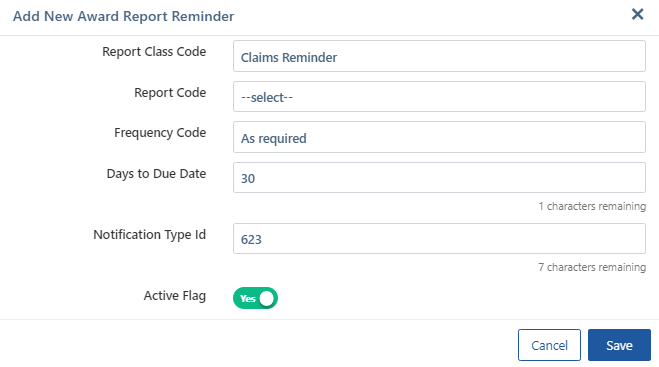 Add New Award Report Reminder
Report Class Code Claims Reminder
Report Code --select--
Frequency Code As required
Days to Due Date 30
1 characters remaining
Notification Type Id 623
7 characters remaining
Active Flag Yes
Cancel Save